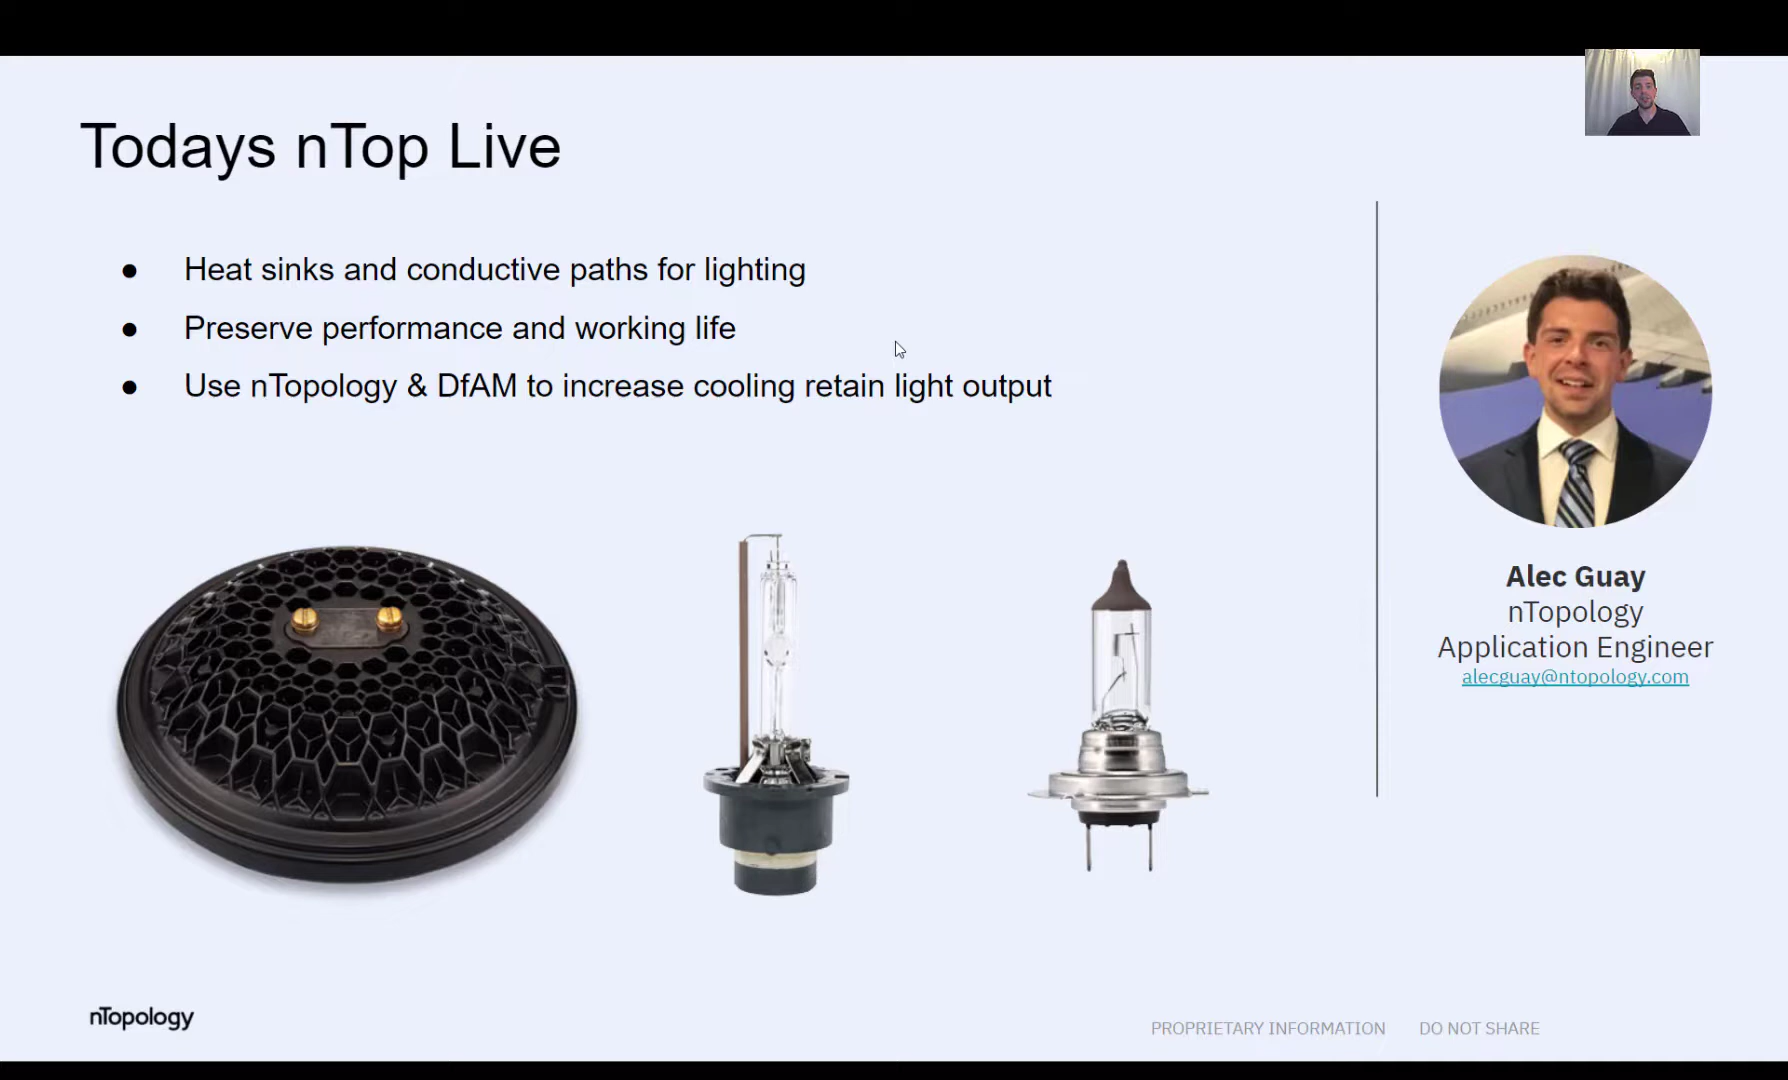 Todays nTop Live
● Heat sinks and conductive paths for lighting
● Preserve performance and working life
● Use nTopology & DfAM to increase cooling retain light output
Alec Guay
nTopology
Application Engineer
alecguay@ntopology.com
nTopology
PROPRIETARY INFORMATION DO NOT SHARE